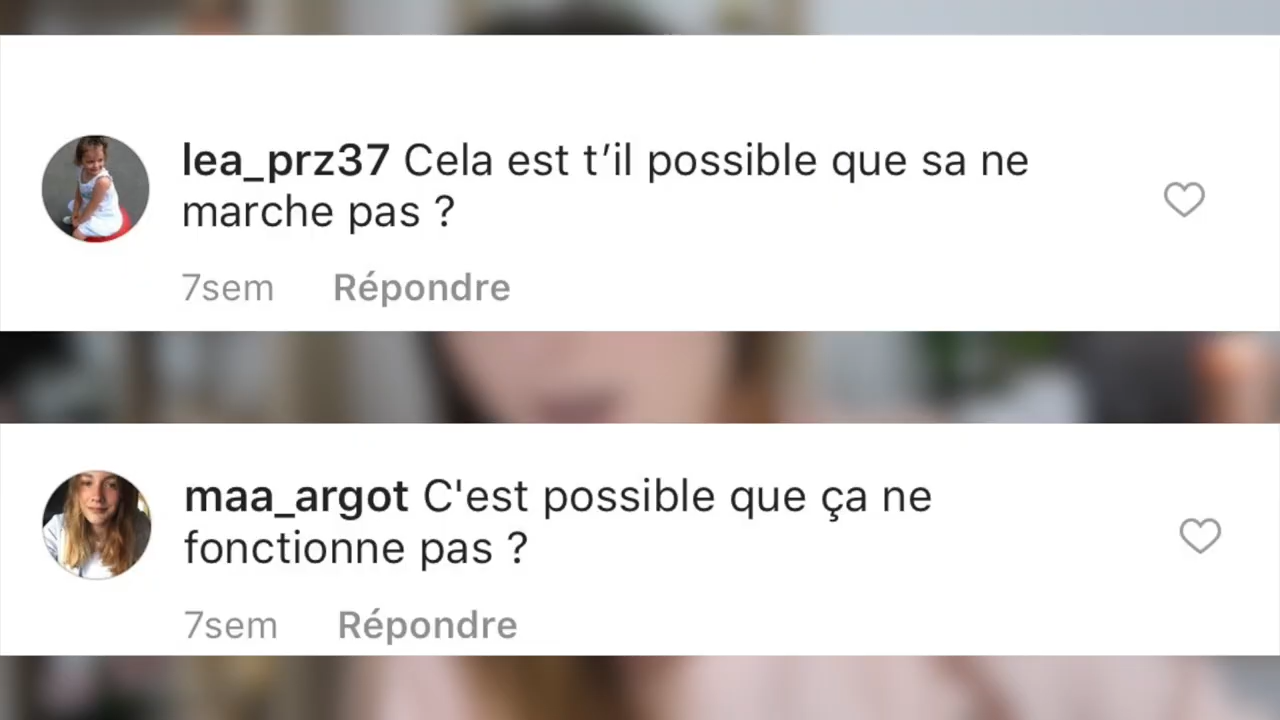 lea_prz37 Cela est t’il possible que sa ne
marche pas ?
7sem Répondre
maa_argot C'est possible que ça ne
fonctionne pas ?
7sem Répondre